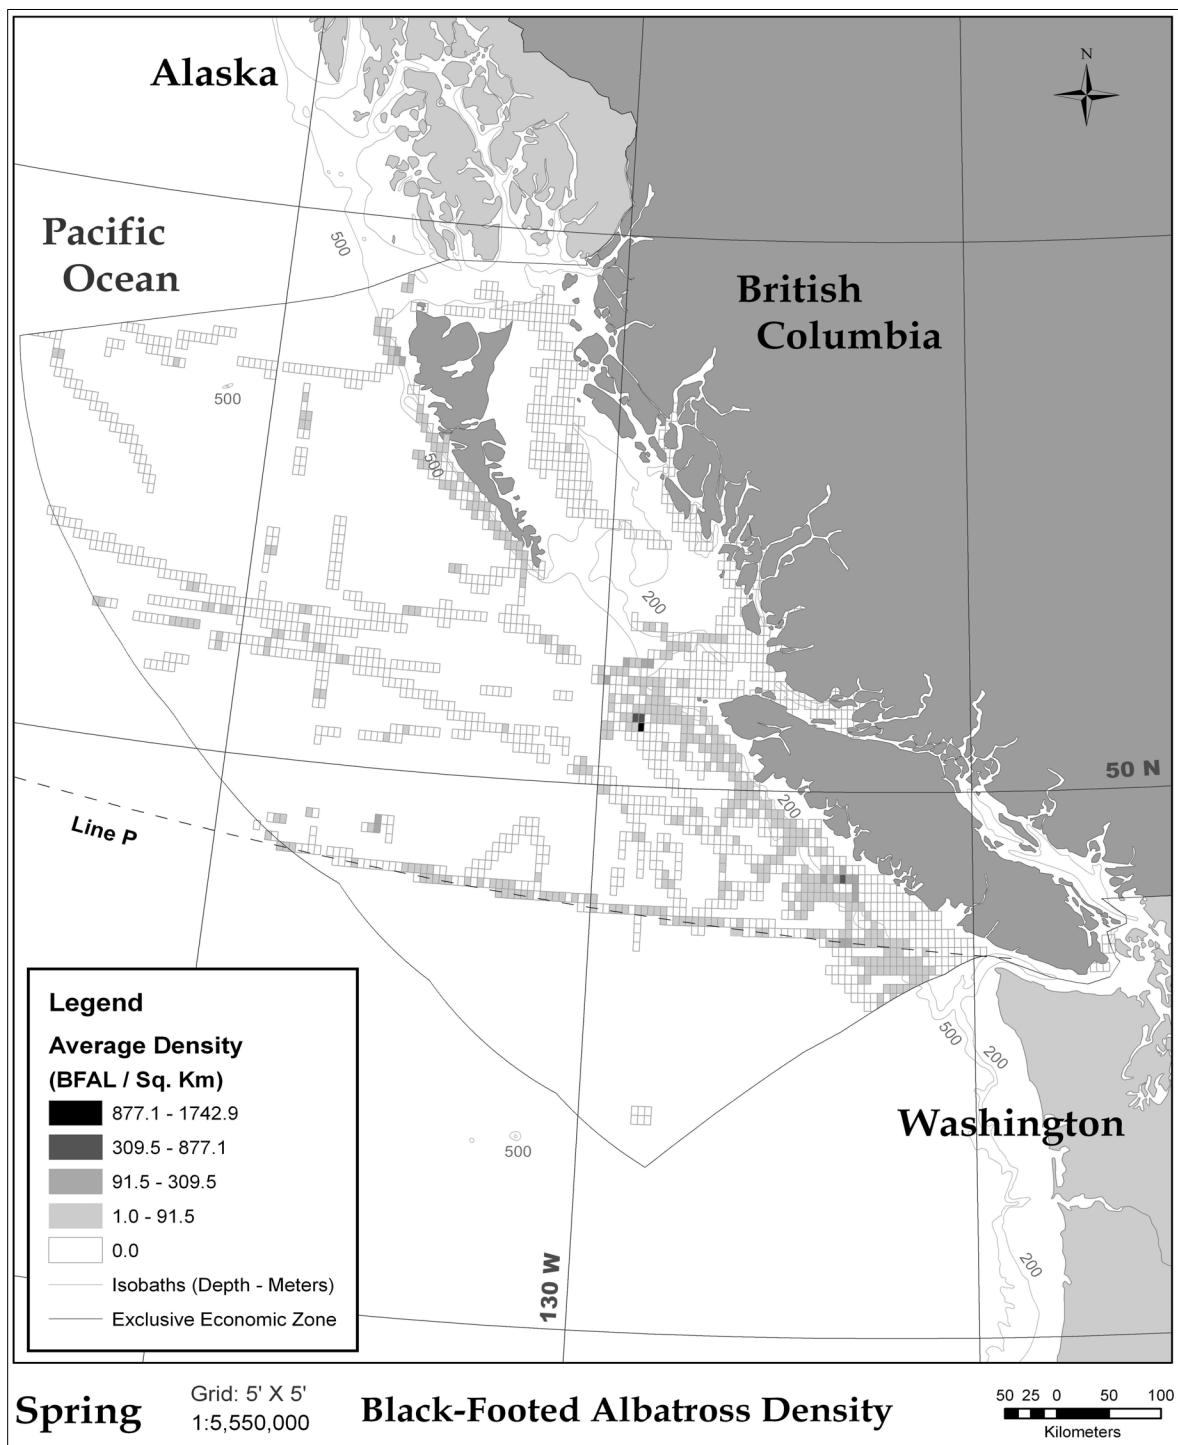 N
Alaska
Pacific
Ocean
500
British
Columbia
500
500
200
50 N
200
Line P
500
200
Washington
500
200
130 W
Legend
Average Density
(BFAL / Sq. Km)
877.1 - 1742.9
309.5 - 877.1
91.5 - 309.5
1.0 - 91.5
0.0
Isobaths (Depth - Meters)
Exclusive Economic Zone
Spring
Grid: 5' X 5'
1:5,550,000
Black-Footed Albatross Density
50 25 0 50 100
Kilometers